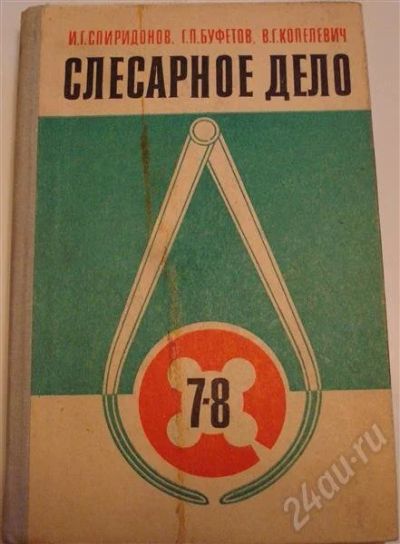 И.Г.СПИРИДОНОВ, Г.П.БУФЕТОВ, В.Г.КОПЕЛЕВИЧ
СЛЕСАРНОЕ ДЕЛО
7-8
24au.ru